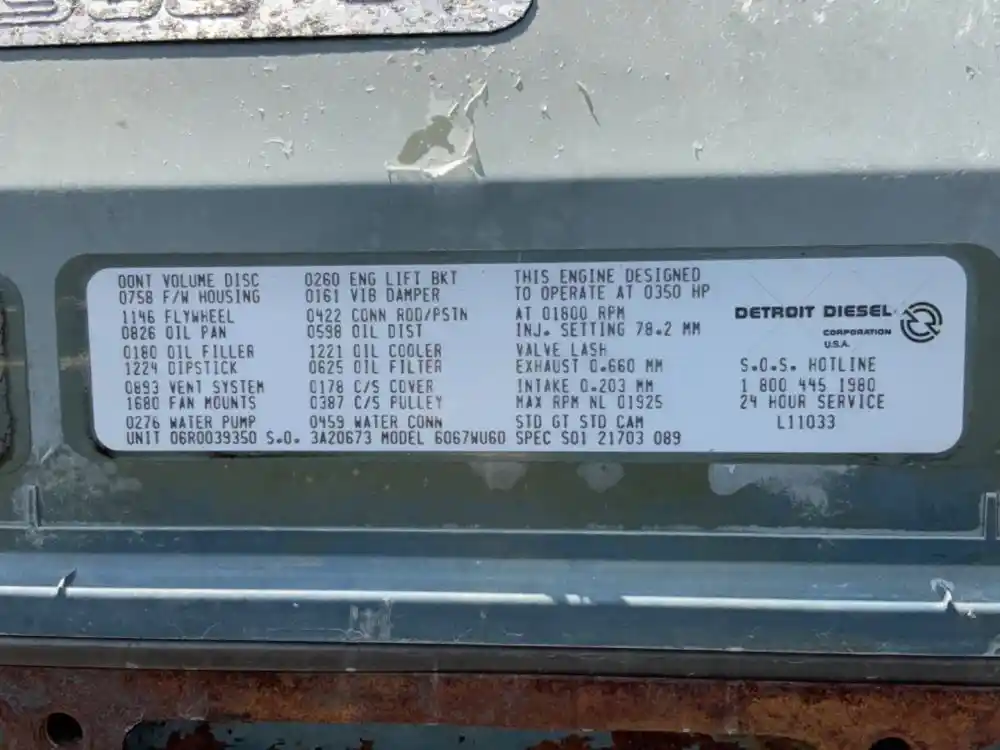 00NT VOLUME DISC
0758 F/W HOUSING
1146 FLYWHEEL
0826 OIL PAN
0180 OIL FILLER
1224 DIPSTICK
0893 VENT SYSTEM
1680 FAN MOUNTS
0276 WATER PUMP
0260 ENG LIFT BKT
0161 VIB DAMPER
0422 CONN ROD/PSTN
0598 OIL DIST
1221 OIL COOLER
0625 OIL FILTER
0178 C/S COVER
0387 C/S PULLEY
0459 WATER CONN
THIS ENGINE DESIGNED
TO OPERATE AT 0350 HP
AT 01800 RPM
INJ. SETTING 78.2 MM
VALVE LASH
EXHAUST 0.660 MM
INTAKE 0.203 MM
MAX RPM NL 01925
STD GT STD CAM
UNIT 06R0039350 S.O. 3A20673 MODEL 6067WU60 SPEC S01 21703 089
DETROIT DIESEL
CORPORATION
U.S.A.
S.O.S. HOTLINE
1 800 445 1980
24 HOUR SERVICE
L11033